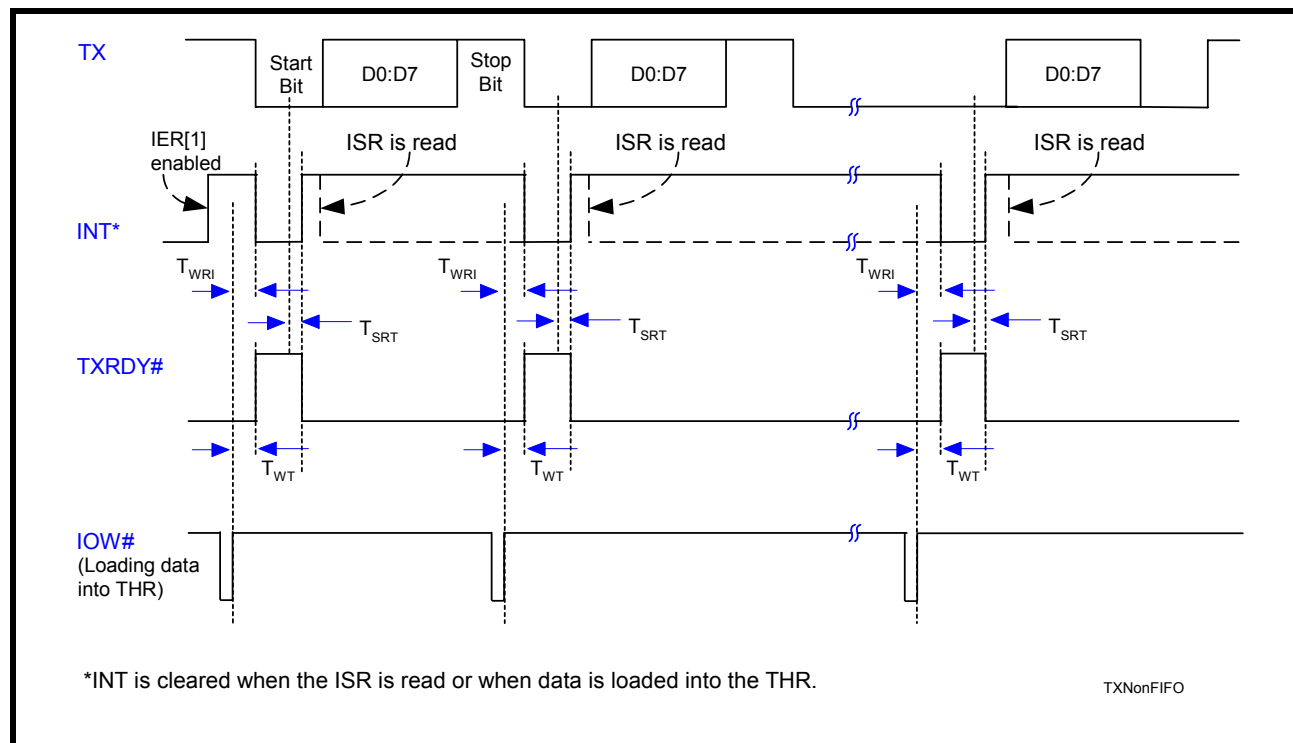 TX
Start
Bit
D0:D7
Stop
Bit
D0:D7
D0:D7
IER[1]
enabled
ISR is read
ISR is read
ISR is read
INT*
TWRI
TWRI
TWRI
TSRT
TSRT
TSRT
TXRDY#
TWT
TWT
TWT
IOW#
(Loading data
into THR)
*INT is cleared when the ISR is read or when data is loaded into the THR.
TXNonFIFO